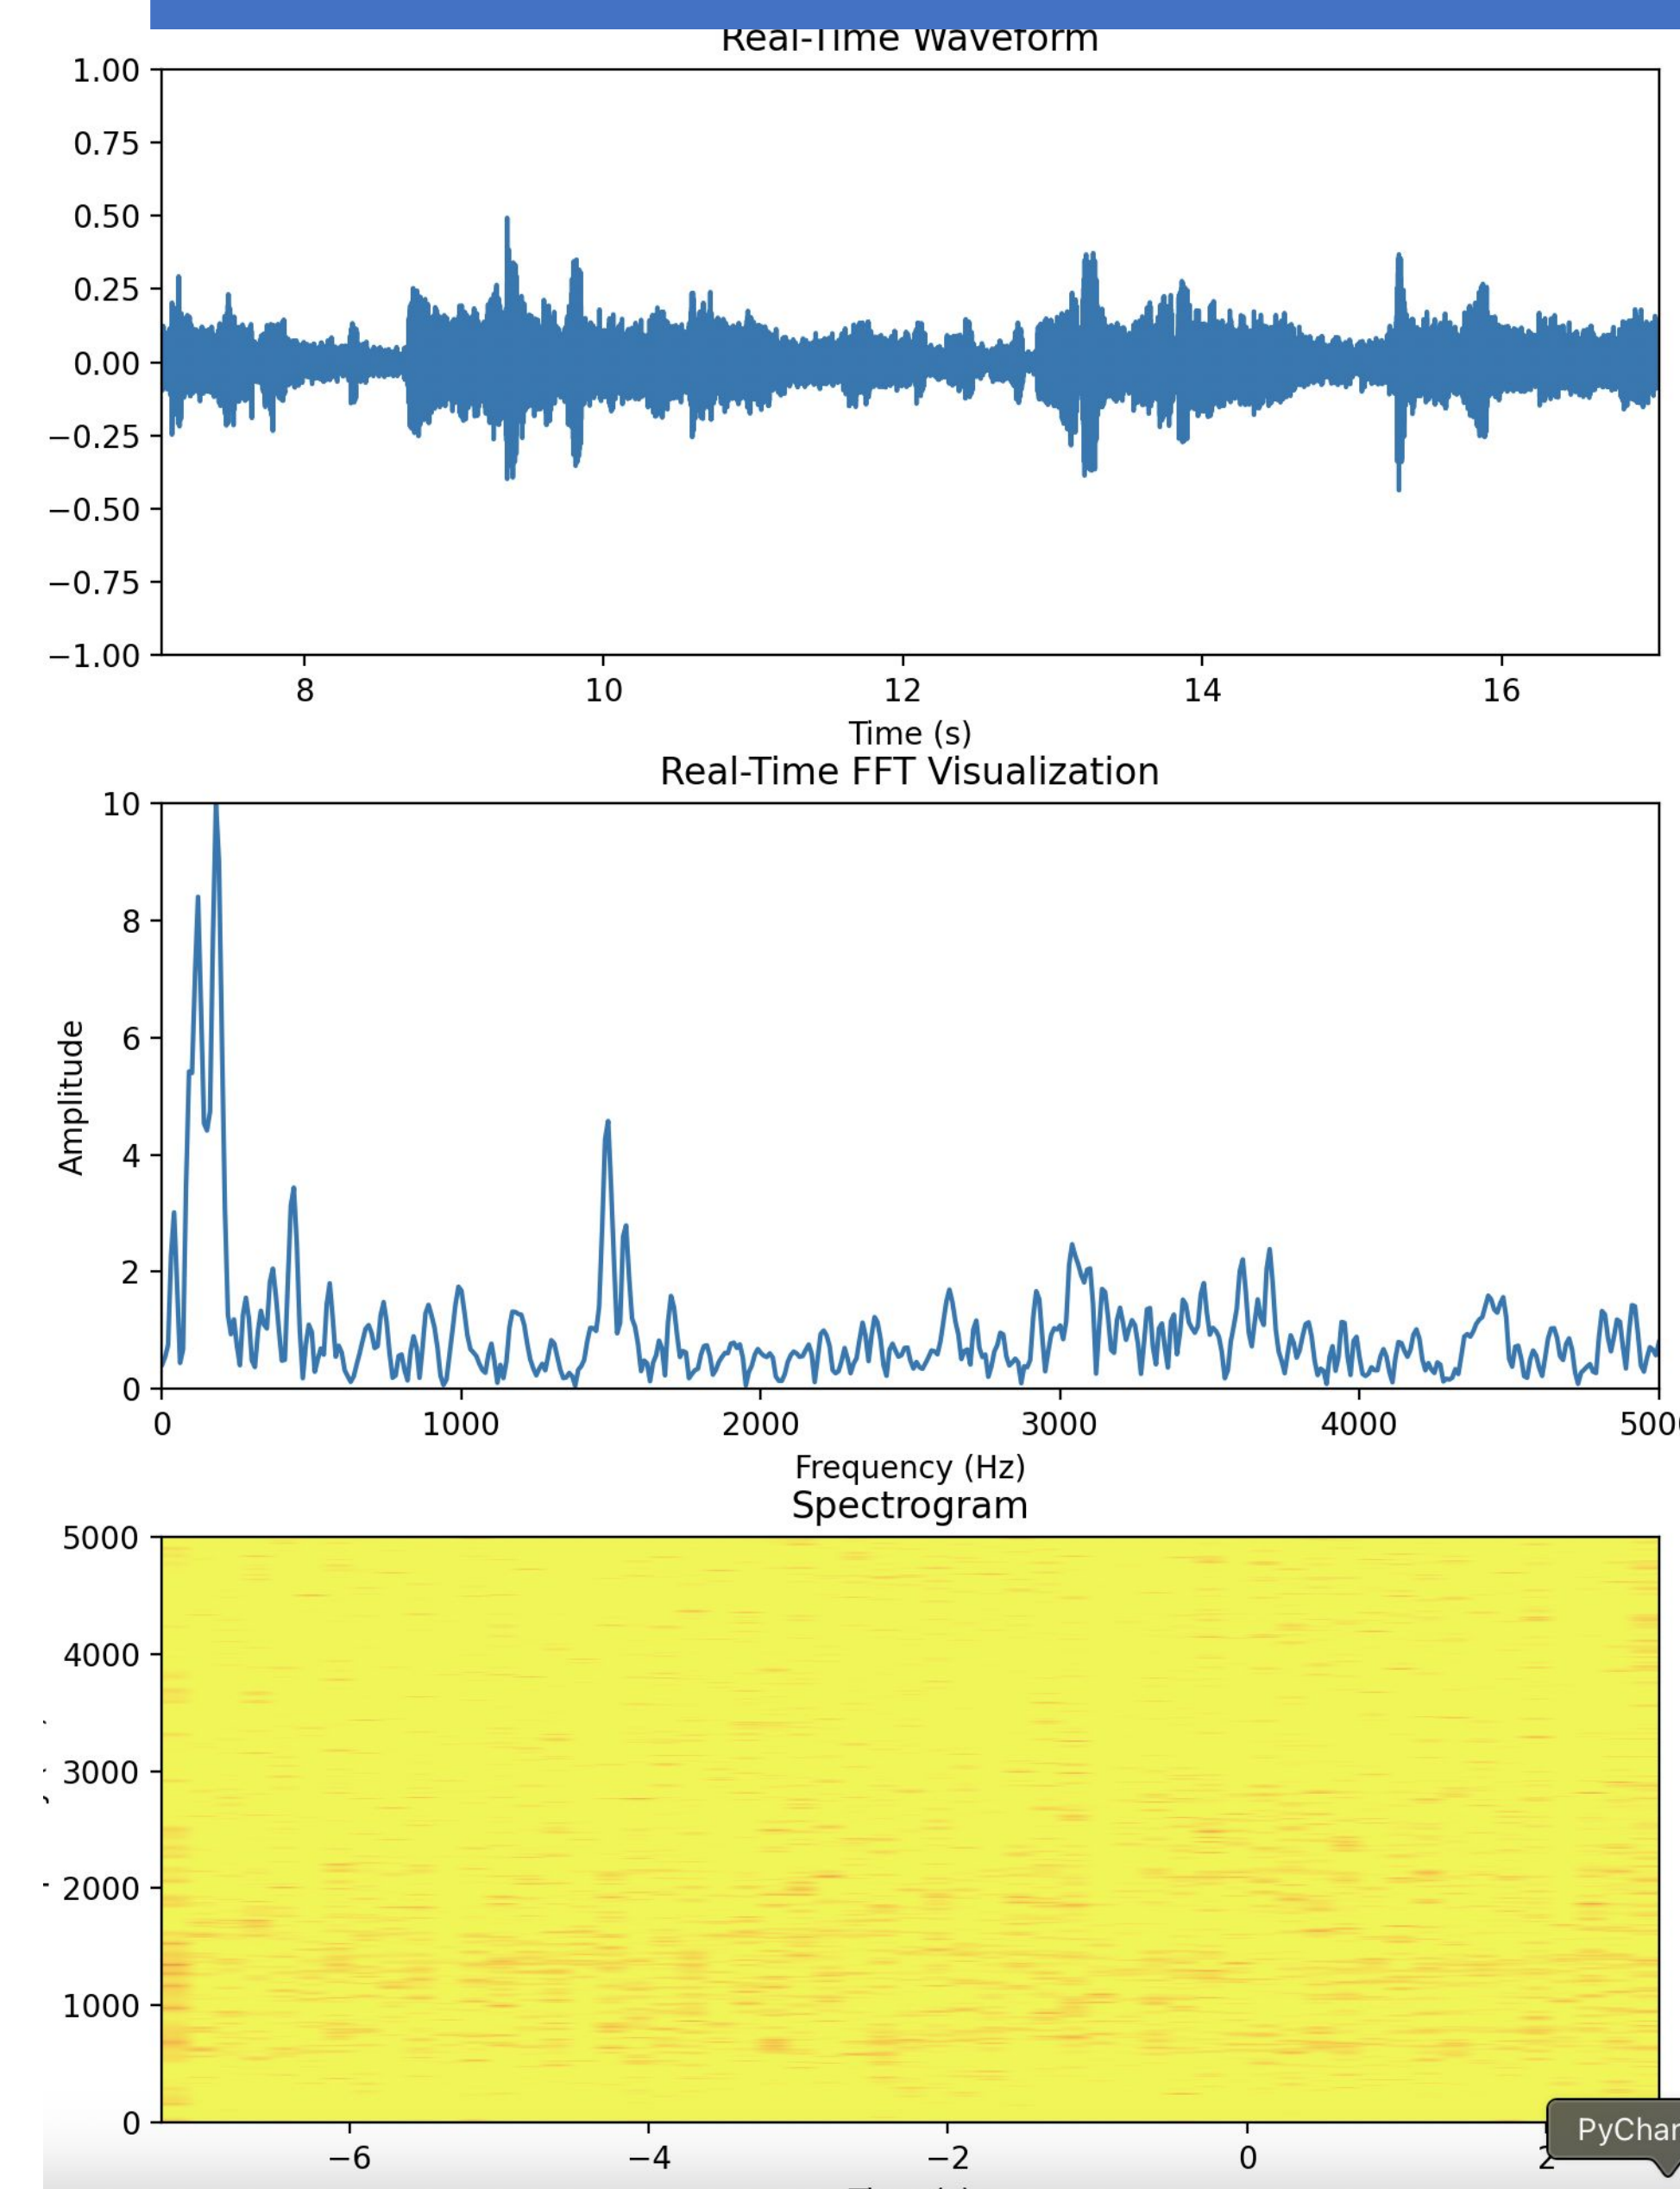 Real-Time Waveform
1.00
0.75
0.50
0.25
0.00
−0.25
−0.50
−0.75
−1.00
8 10 12 14 16
Time (s)
Real-Time FFT Visualization
10
8
6
4
2
0
Amplitude
0 1000 2000 3000 4000 500
Frequency (Hz)
Spectrogram
5000
4000
3000
2000
1000
0
−6 −4 −2 0 2
PyChar